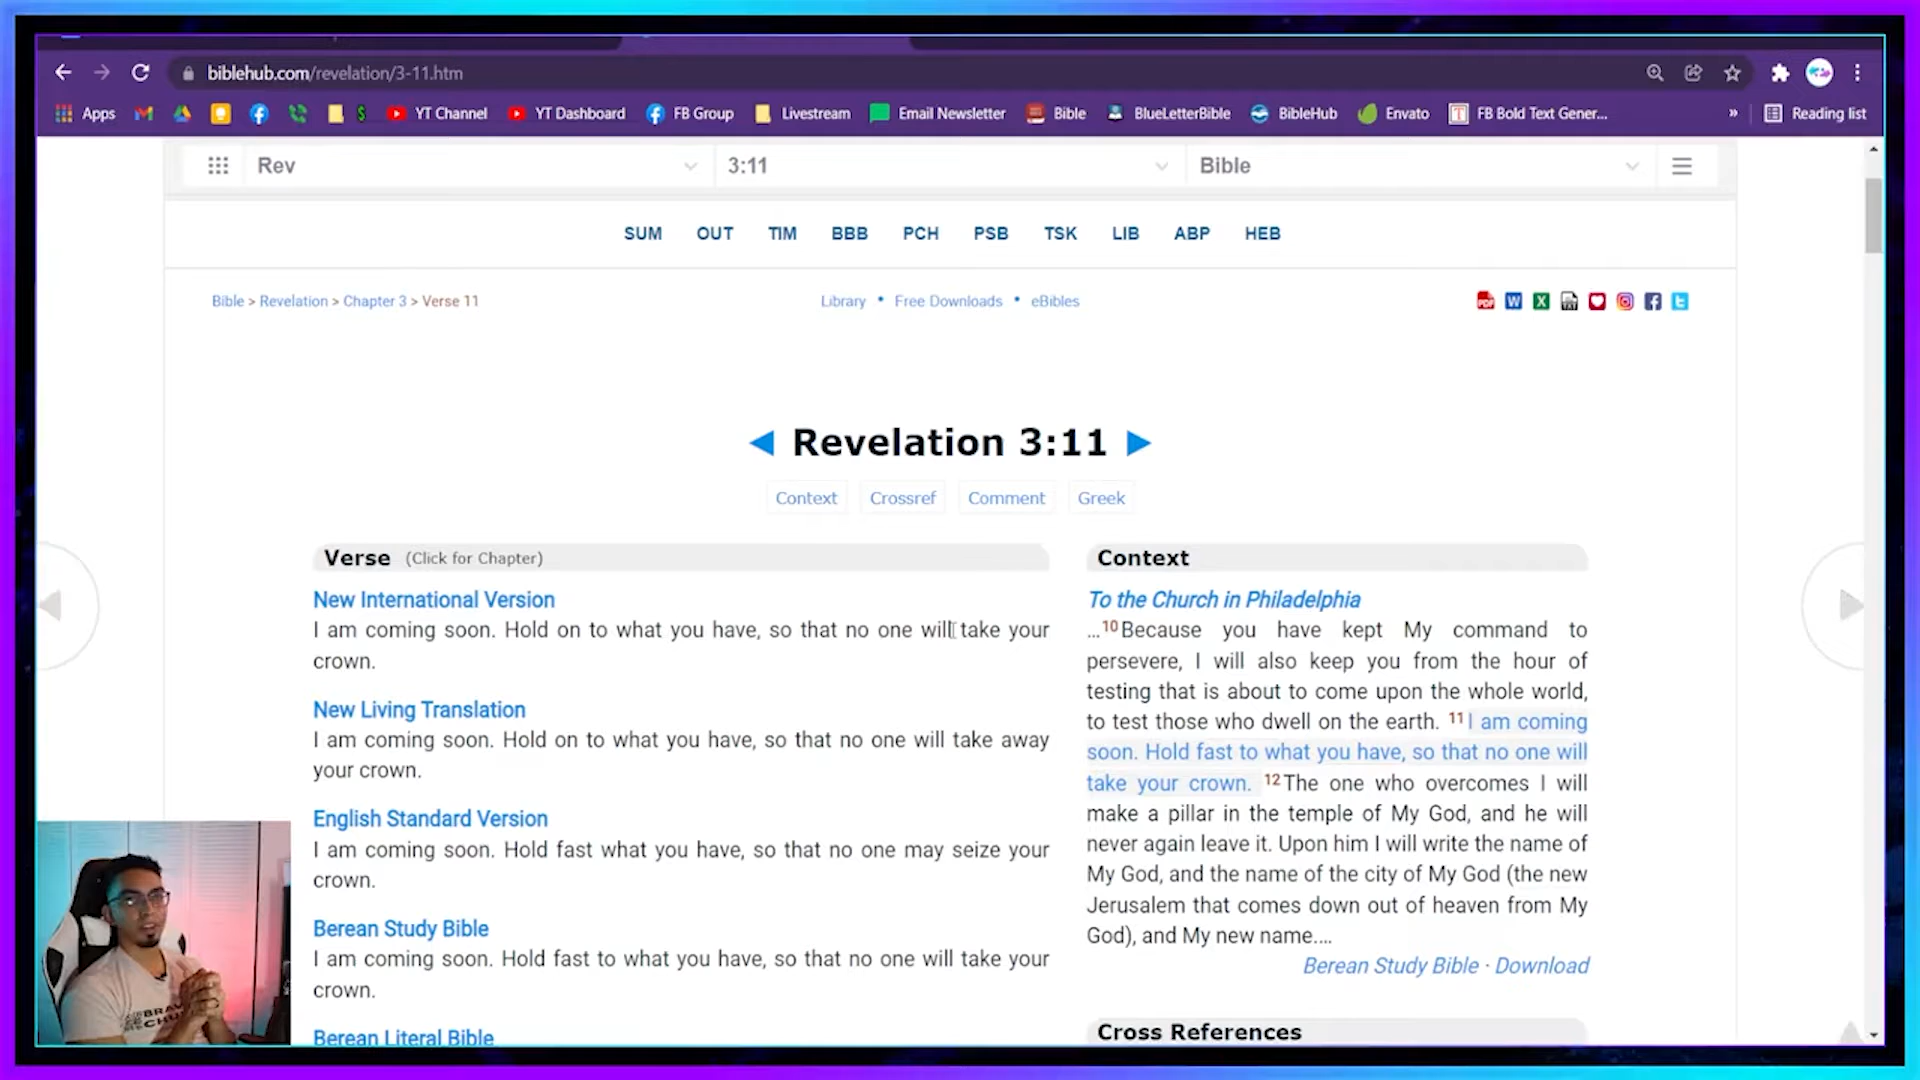 biblehub.com/revelation/3-11.htm
Apps
$
YT Channel
YT Dashboard
FB Group
Livestream
Email Newsletter
Bible
BlueLetterBible
BibleHub
Envato
FB Bold Text Gener...
»
Reading list
Rev
3:11
Bible
SUM OUT TIM BBB PCH PSB TSK LIB ABP HEB
Bible > Revelation > Chapter 3 > Verse 11
Library • Free Downloads • eBibles
Revelation 3:11
Context
Crossref
Comment
Greek
Verse (Click for Chapter)
New International Version
I am coming soon. Hold on to what you have, so that no one will take your
crown.
New Living Translation
I am coming soon. Hold on to what you have, so that no one will take away
your crown.
English Standard Version
I am coming soon. Hold fast what you have, so that no one may seize your
crown.
Berean Study Bible
I am coming soon. Hold fast to what you have, so that no one will take your
crown.
Berean Literal Bible
Context
To the Church in Philadelphia
…10Because you have kept My command to
persevere, I will also keep you from the hour of
testing that is about to come upon the whole world,
to test those who dwell on the earth. 11I am coming
soon. Hold fast to what you have, so that no one will
take your crown. 12The one who overcomes I will
make a pillar in the temple of My God, and he will
never again leave it. Upon him I will write the name of
My God, and the name of the city of My God (the new
Jerusalem that comes down out of heaven from My
God), and My new name.…
Berean Study Bible · Download
Cross References